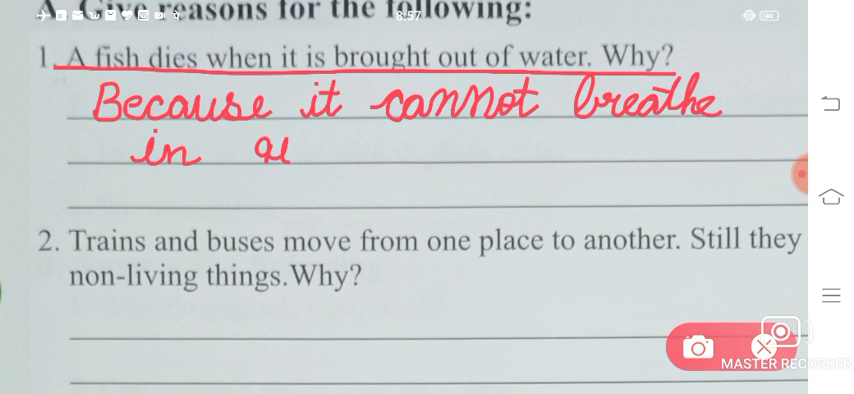 A. Give reasons for the following:
8:57
1. A fish dies when it is brought out of water. Why?
Because it cannot breathe
in
2. Trains and buses move from one place to another. Still they
non-living things. Why?
MASTER RECORDER